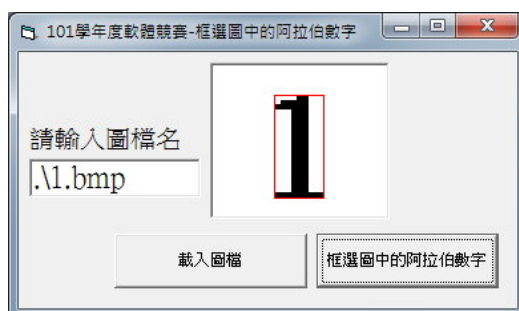 101學年度軟體競賽-框選圖中的阿拉伯數字
請輸入圖檔名
.\1.bmp
1
載入圖檔
框選圖中的阿拉伯數字